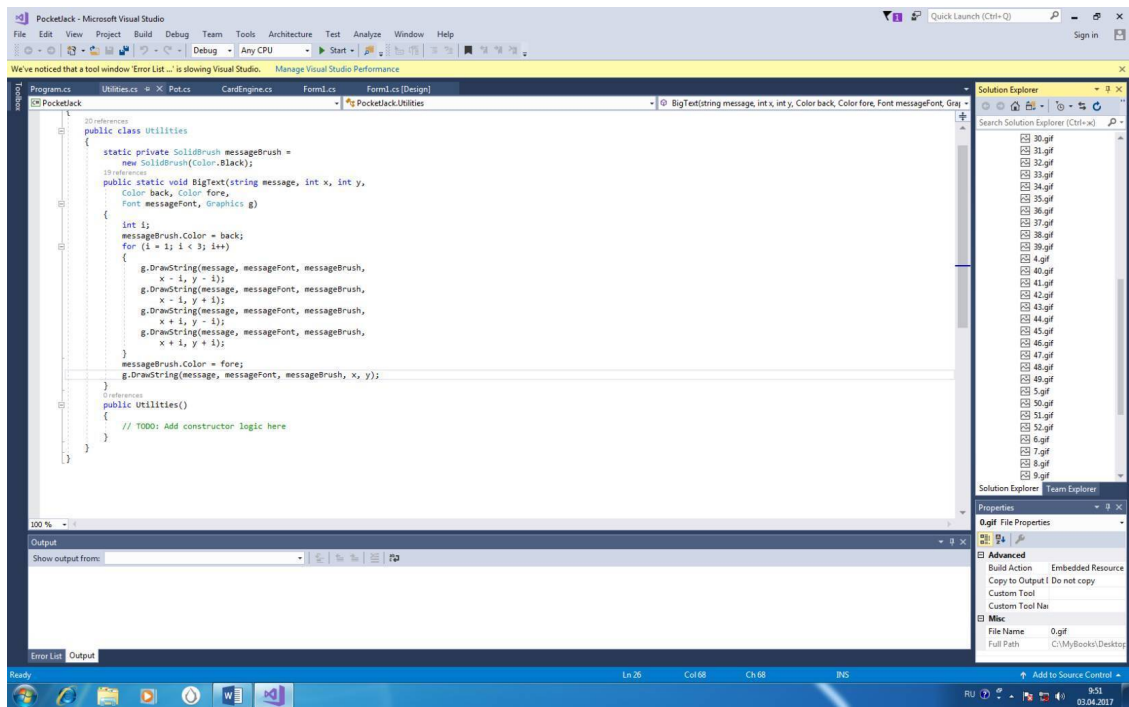 PocketJack - Microsoft Visual Studio
1
Quick Launch (Ctrl+Q)
File Edit View Project Build Debug Team Tools Architecture Test Analyze Window Help
Sign in
Debug Any CPU Start
We've noticed that a tool window 'Error List ...' is slowing Visual Studio. Manage Visual Studio Performance
Toolbox
Program.cs Utilities.cs Pot.cs CardEngine.cs Form1.cs Form1.cs [Design]
PocketJack PocketJack.Utilities BigText(string message, int x, int y, Color back, Color fore, Font messageFont, Graj
{
20 references
public class Utilities
{
static private SolidBrush messageBrush =
new SolidBrush(Color.Black);
19 references
public static void BigText(string message, int x, int y,
Color back, Color fore,
Font messageFont, Graphics g)
{
int i;
messageBrush.Color = back;
for (i = 1; i < 3; i++)
{
g.DrawString(message, messageFont, messageBrush,
x - i, y - i);
g.DrawString(message, messageFont, messageBrush,
x - i, y + i);
g.DrawString(message, messageFont, messageBrush,
x + i, y - i);
g.DrawString(message, messageFont, messageBrush,
x + i, y + i);
}
messageBrush.Color = fore;
g.DrawString(message, messageFont, messageBrush, x, y);
}
0 references
public Utilities()
{
// TODO: Add constructor logic here
}
}
}
100 %
Output
Show output from:
Error List Output
Solution Explorer
Search Solution Explorer (Ctrl+ж)
30.gif
31.gif
32.gif
33.gif
34.gif
35.gif
36.gif
37.gif
38.gif
39.gif
4.gif
40.gif
41.gif
42.gif
43.gif
44.gif
45.gif
46.gif
47.gif
48.gif
49.gif
5.gif
50.gif
51.gif
52.gif
6.gif
7.gif
8.gif
9.gif
Solution Explorer Team Explorer
Properties
0.gif File Properties
Advanced
Build Action Embedded Resource
Copy to Output I Do not copy
Custom Tool
Custom Tool Nai
Misc
File Name 0.gif
Full Path C:\MyBooks\Desktop
Ready Ln 26 Col 68 Ch 68 INS Add to Source Control
RU 9:51
03.04.2017